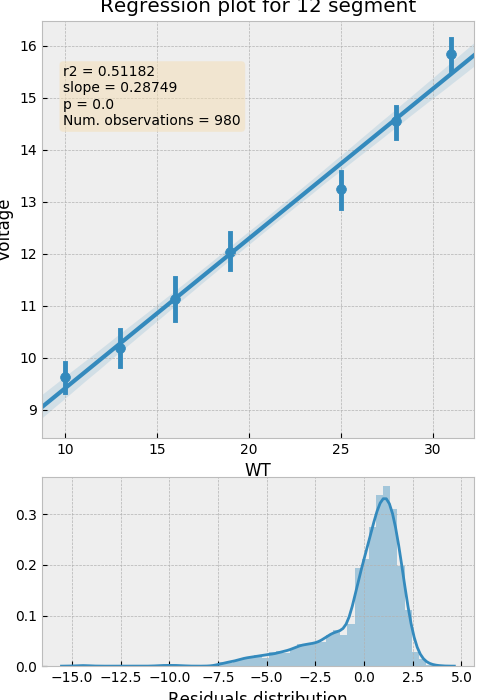 Regression plot for 12 segment
16
15
14
13
12
11
10
9
Voltage
r2 = 0.51182
slope = 0.28749
p = 0.0
Num. observations = 980
10 15 20 25 30
WT
0.3
0.2
0.1
0.0
−15.0 −12.5 −10.0 −7.5 −5.0 −2.5 0.0 2.5 5.0
Residuals distribution